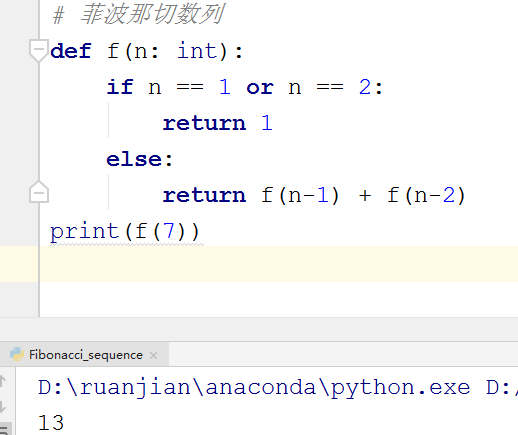 # 菲波那切数列
def f(n: int):
    if n == 1 or n == 2:
        return 1
    else:
        return f(n-1) + f(n-2)
print(f(7))
Fibonacci_sequence ×
D:\ruanjian\anaconda\python.exe D:/
13